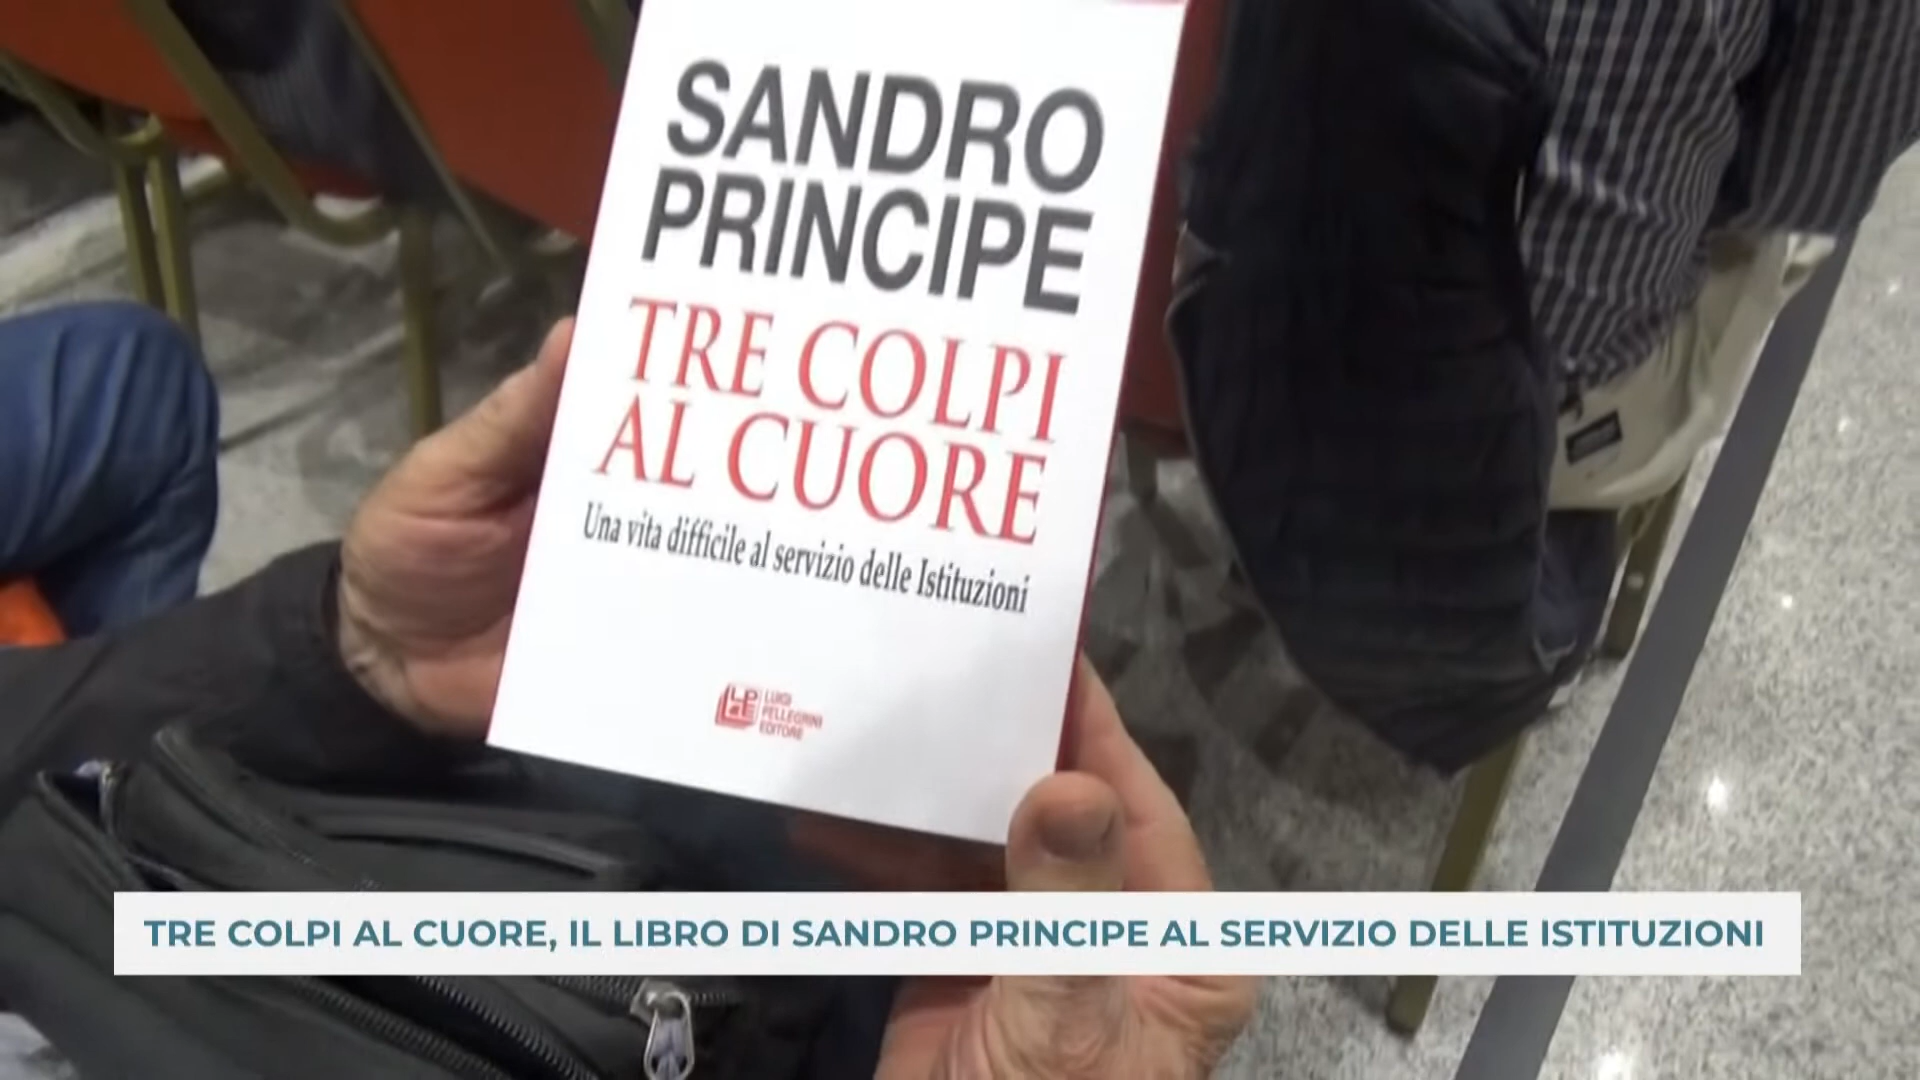 SANDRO
PRINCIPE
TRE COLPI
AL CUORE
Una vita difficile al servizio delle Istituzioni
LPE
LUIGI
PELLEGRINI
EDITORE
TRE COLPI AL CUORE, IL LIBRO DI SANDRO PRINCIPE AL SERVIZIO DELLE ISTITUZIONI